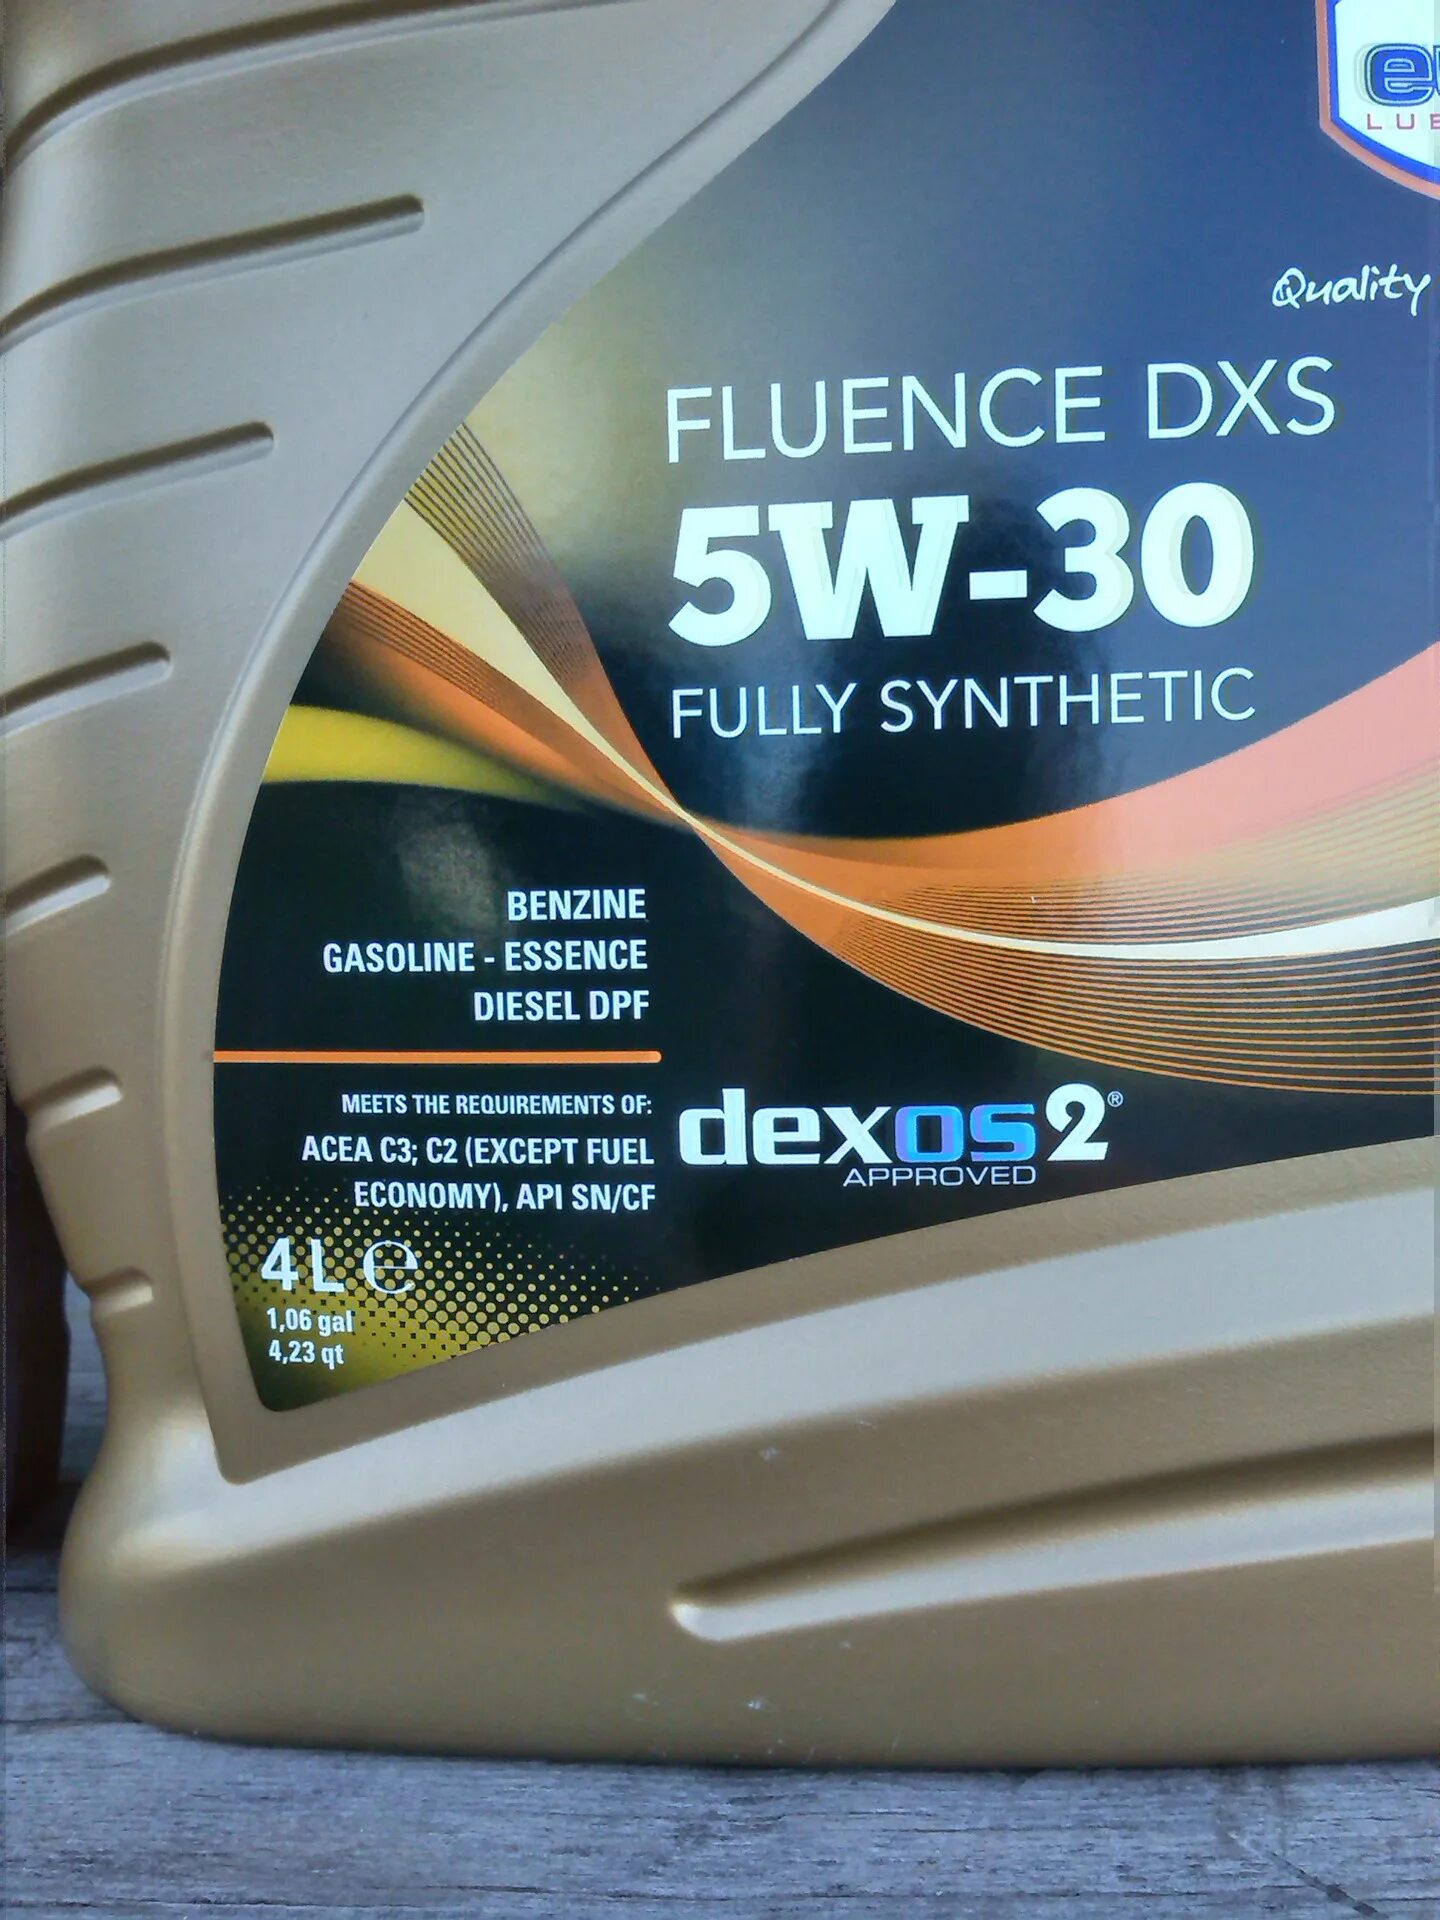 Quality
FLUENCE DXS
5W-30
FULLY SYNTHETIC
BENZINE
GASOLINE - ESSENCE
DIESEL DPF
MEETS THE REQUIREMENTS OF:
ACEA C3; C2 (EXCEPT FUEL
ECONOMY), API SN/CF
dexos2®
APPROVED
4L e
1,06 gal
4,23 qt